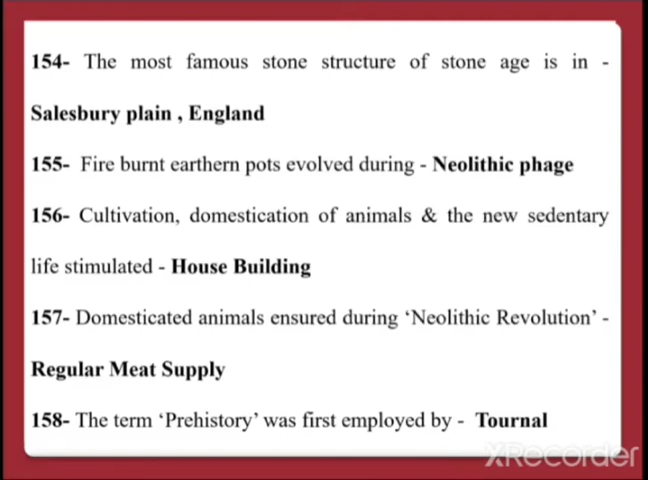 154- The most famous stone structure of stone age is in -
Salesbury plain , England
155- Fire burnt earthern pots evolved during - Neolithic phage
156- Cultivation, domestication of animals & the new sedentary
life stimulated - House Building
157- Domesticated animals ensured during ‘Neolithic Revolution’ -
Regular Meat Supply
158- The term ‘Prehistory’ was first employed by - Tournal
XRecorder